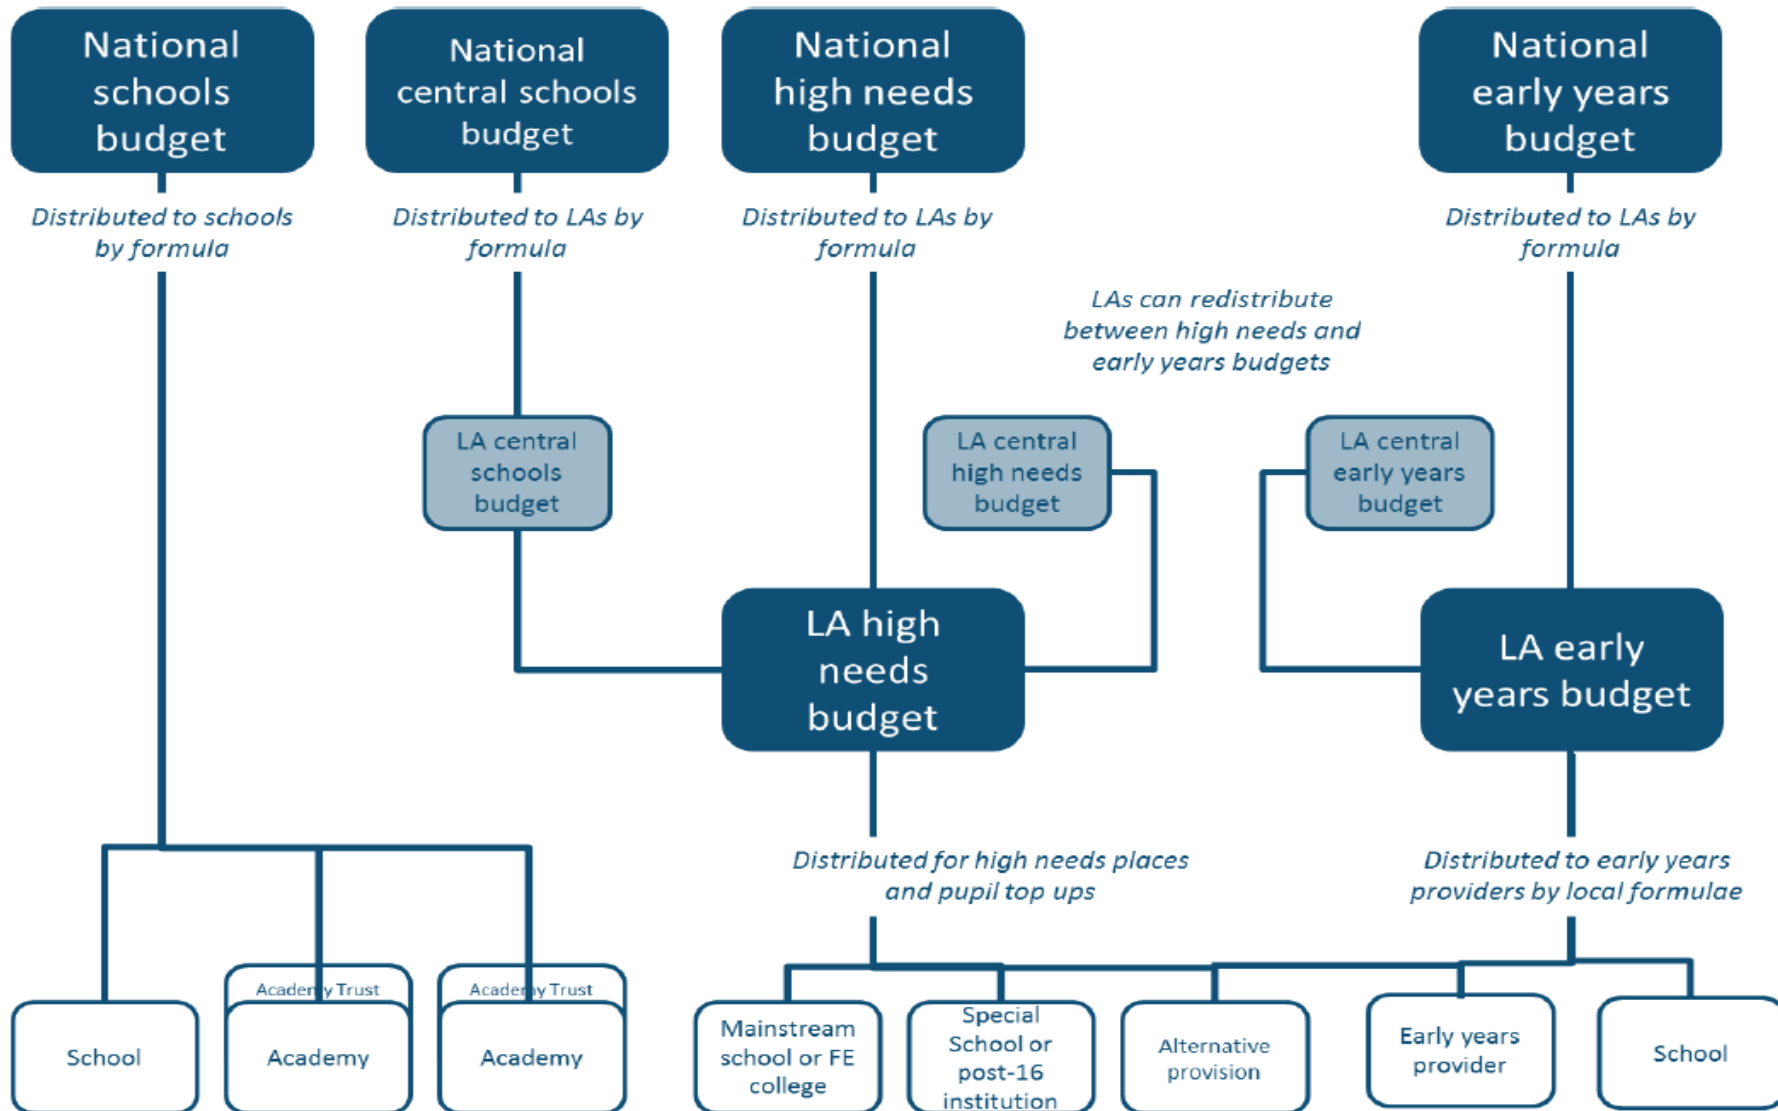 National
schools
budget
National
central schools
budget
National
high needs
budget
National
early years
budget
Distributed to schools
by formula
Distributed to LAs by
formula
Distributed to LAs by
formula
Distributed to LAs by
formula
LAs can redistribute
between high needs and
early years budgets
LA central
schools
budget
LA central
high needs
budget
LA central
early years
budget
LA high
needs
budget
LA early
years budget
Distributed for high needs places
and pupil top ups
Distributed to early years
providers by local formulae
Academy Trust
School
Academy
Academy Trust
Academy
Mainstream
school or FE
college
Special
School or
post-16
institution
Alternative
provision
Early years
provider
School